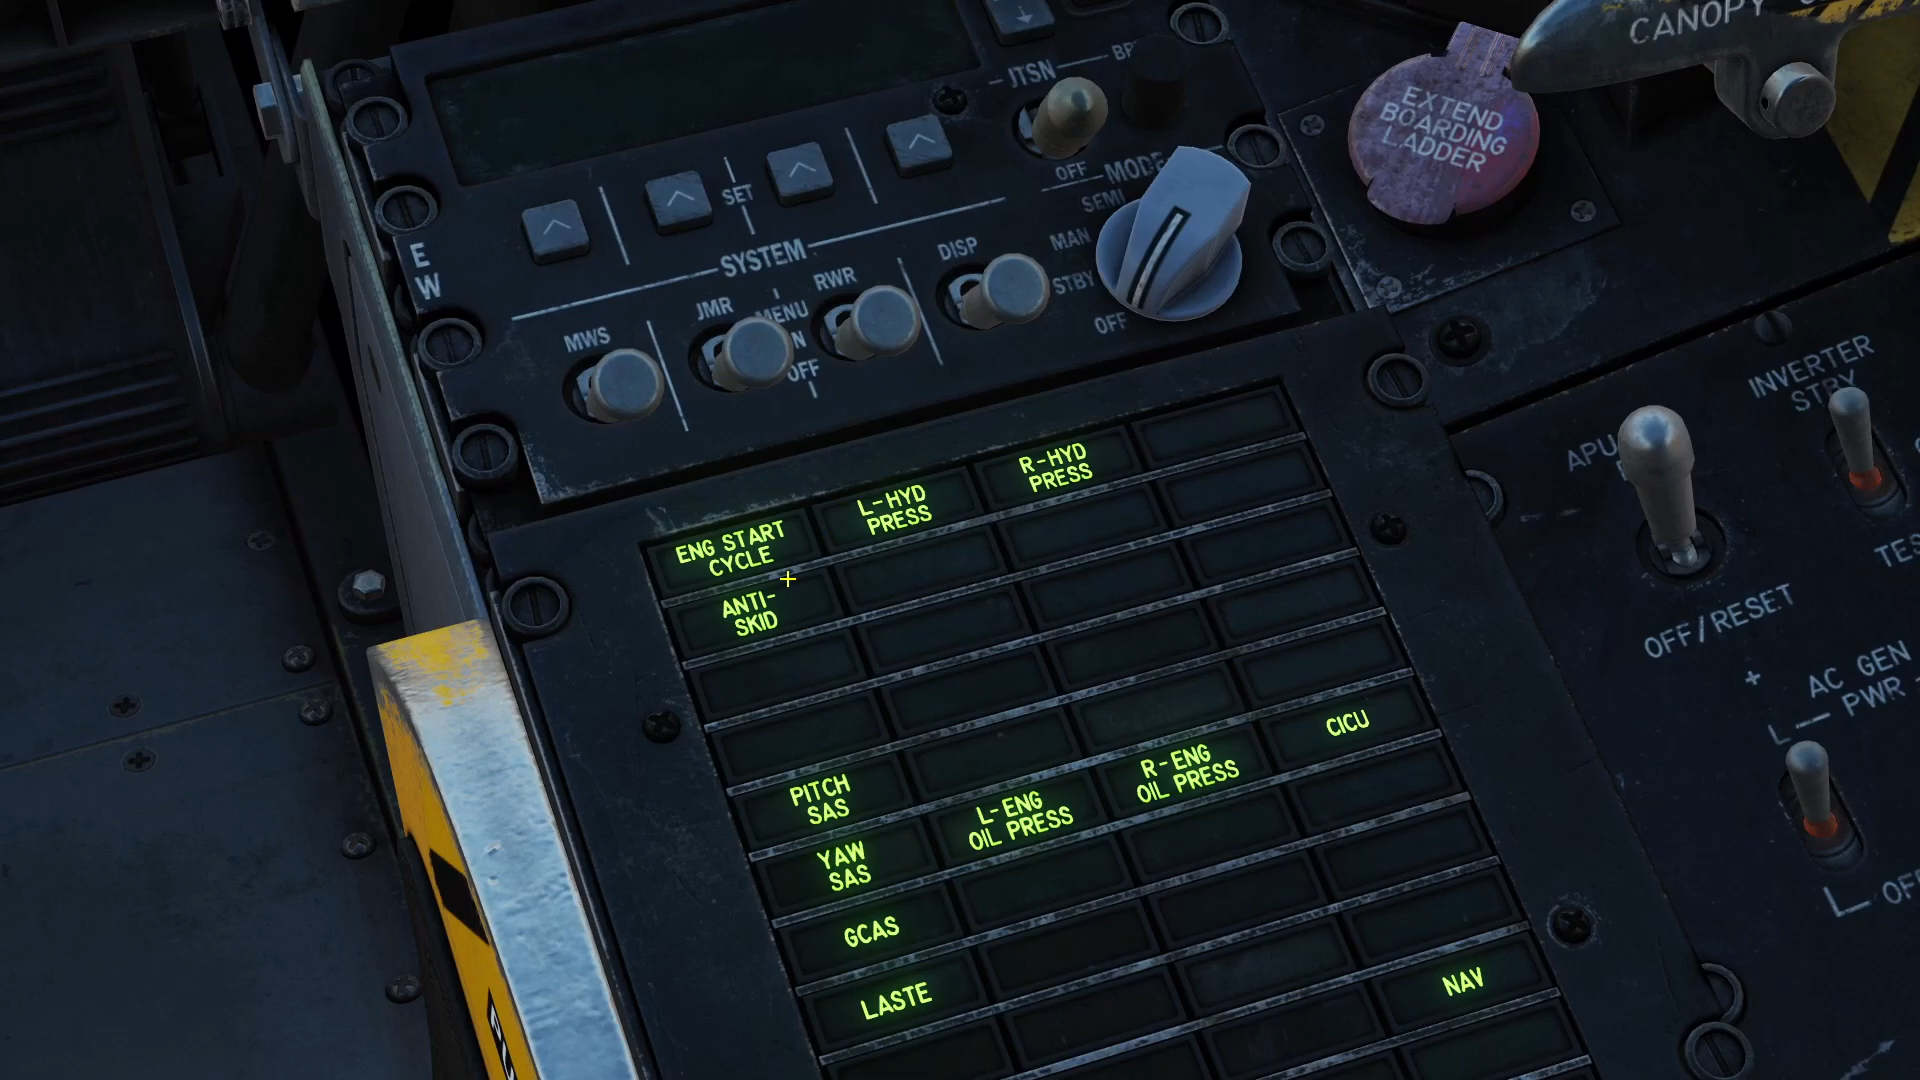 CANOPY
JTSN
OFF
EXTEND
BOARDING
LADDER
MODE
SEMI
MAN
STBY
OFF
SET
E
W
SYSTEM
DISP
RWR
JMR
MENU
OFF
MWS
INVERTER
STBY
APU
OFF/RESET
AC GEN
L PWR
ENG START
CYCLE
L-HYD
PRESS
R-HYD
PRESS
ANTI-
SKID
PITCH
SAS
L-ENG
OIL PRESS
R-ENG
OIL PRESS
CICU
YAW
SAS
GCAS
LASTE
NAV